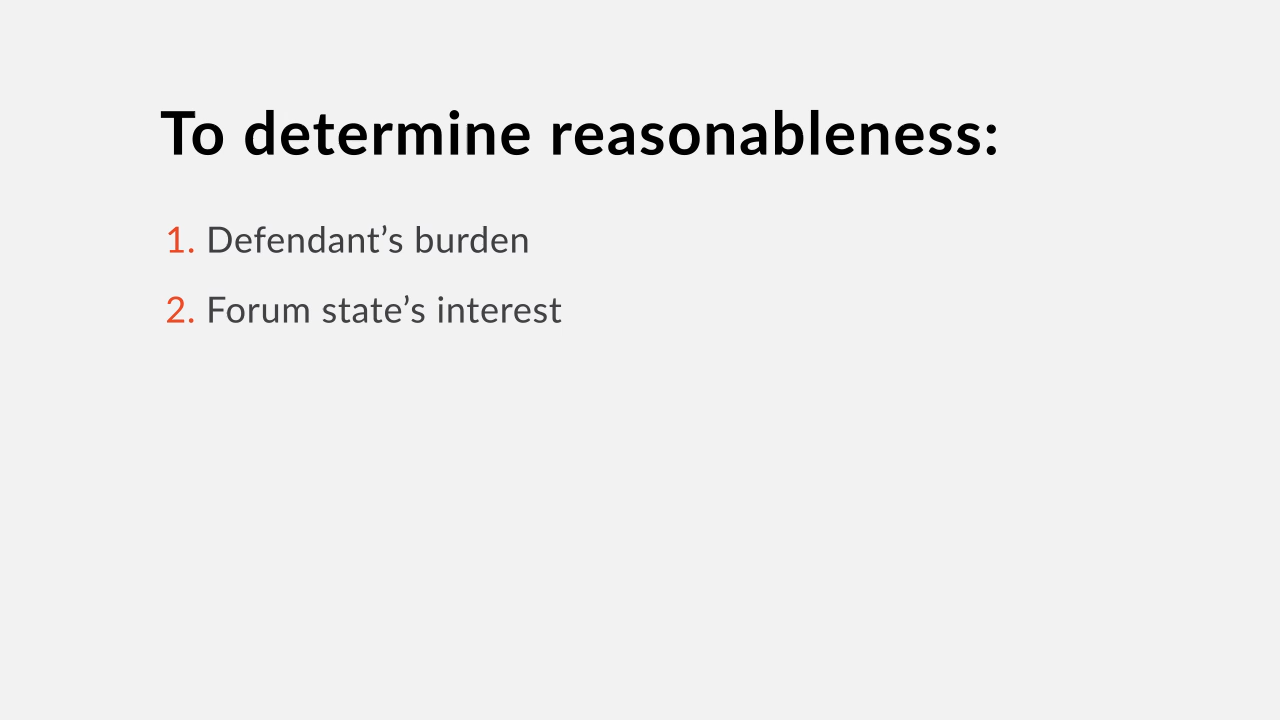 To determine reasonableness:
1. Defendant’s burden
2. Forum state’s interest